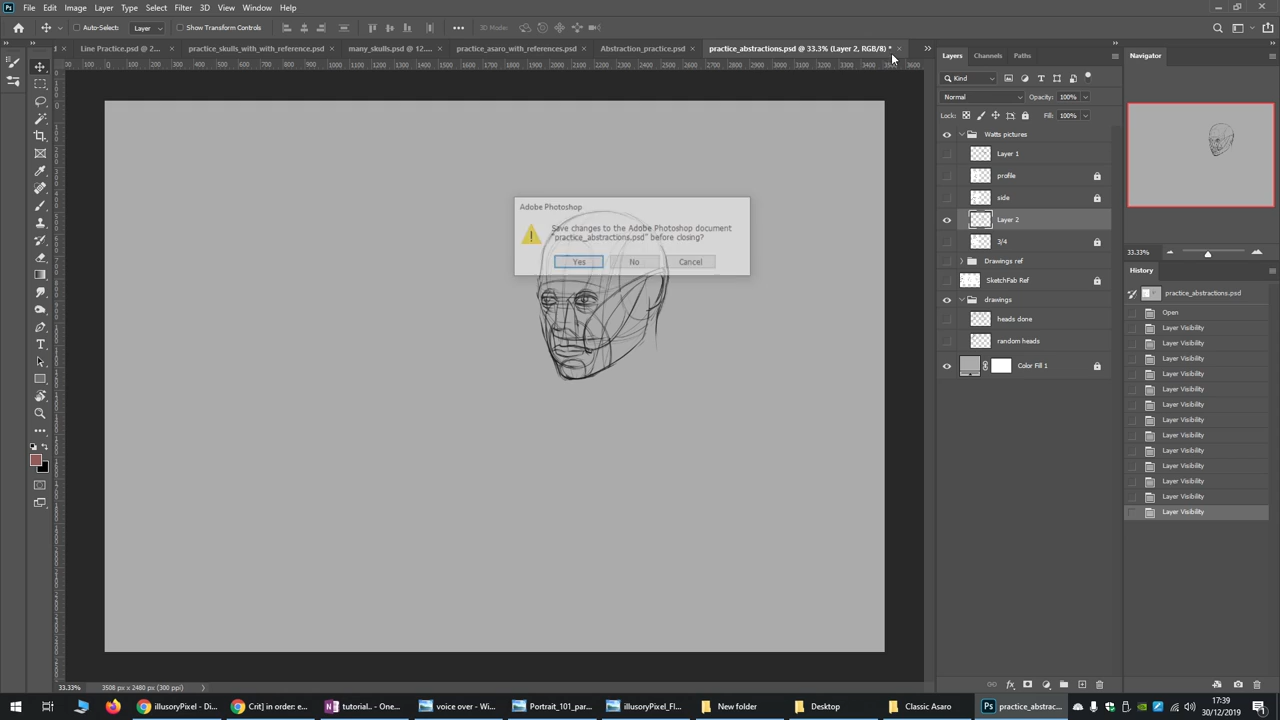 Ps File Edit Image Layer Type Select Filter 3D View Window Help
Auto-Select: Layer Show Transform Controls 3D Mode:
Line Practice.psd @ 2... practice_skulls_with_with_reference.psd many_skulls.psd @ 12.... practice_asaro_with_references.psd Abstraction_practice.psd practice_abstractions.psd @ 33.3% (Layer 2, RGB/8) *
Layers Channels Paths
Kind
Normal Opacity: 100%
Lock: Fill: 100%
Watts pictures
Layer 1
profile
side
Layer 2
3/4
Drawings ref
SketchFab Ref
drawings
heads done
random heads
Color Fill 1
Navigator
33.33%
History
practice_abstractions.psd
Open
Layer Visibility
Layer Visibility
Layer Visibility
Layer Visibility
Layer Visibility
Layer Visibility
Layer Visibility
Layer Visibility
Layer Visibility
Layer Visibility
Layer Visibility
Layer Visibility
Layer Visibility
Adobe Photoshop
Save changes to the Adobe Photoshop document
"practice_abstractions.psd" before closing?
Yes No Cancel
33.33% 3508 px x 2480 px (300 ppi)
illusoryPixel - Di... Crit] in order: e... tutorial.. - One... voice over - Wi... Portrait_101_par... illusoryPixel_Fl... New folder Desktop Classic Asaro practice_abstrac...
17:39
30/12/2019